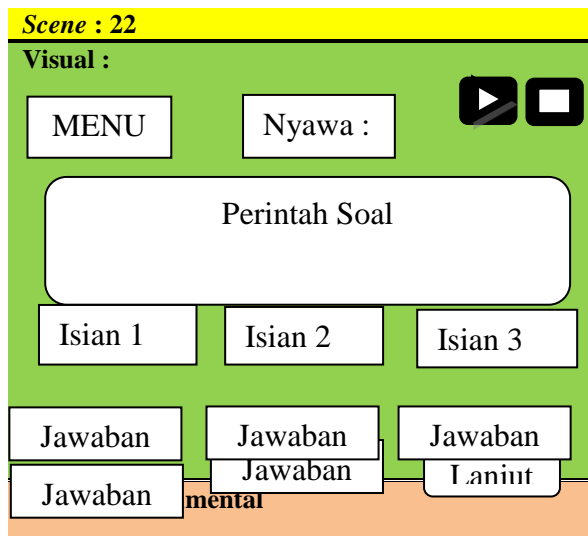 Scene : 22
Visual :
MENU
Nyawa :
Perintah Soal
Isian 1
Isian 2
Isian 3
Jawaban
Jawaban
Jawaban
Jawaban
Jawaban
Lanjut
mental